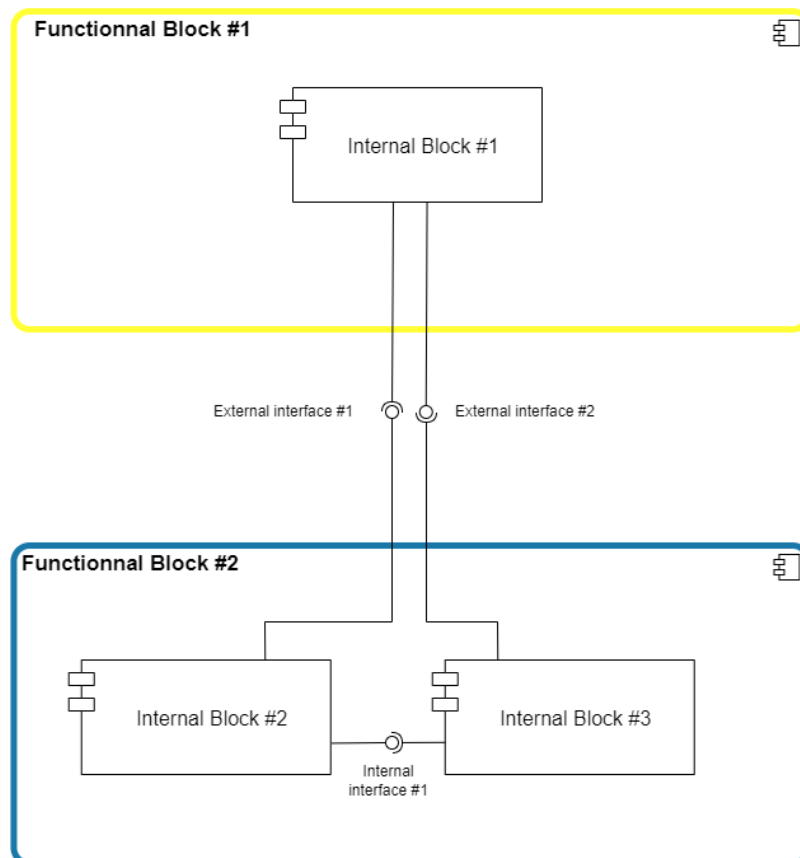 Functionnal Block #1
Internal Block #1
External interface #1
External interface #2
Functionnal Block #2
Internal Block #2
Internal Block #3
Internal
interface #1